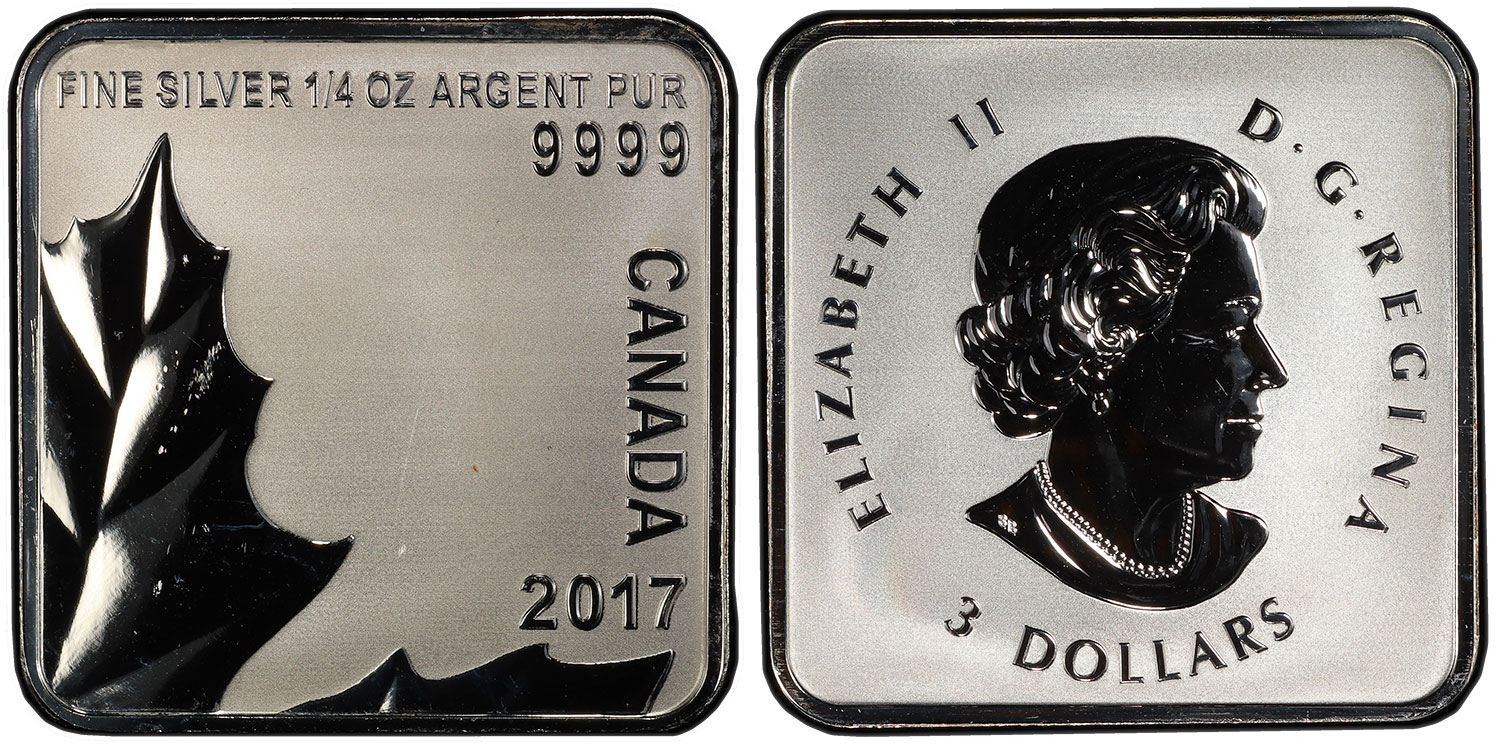 FINE SILVER 1/4 OZ ARGENT PUR
9999
CANADA
2017
ELIZABETH II D.G.REGINA
3 DOLLARS